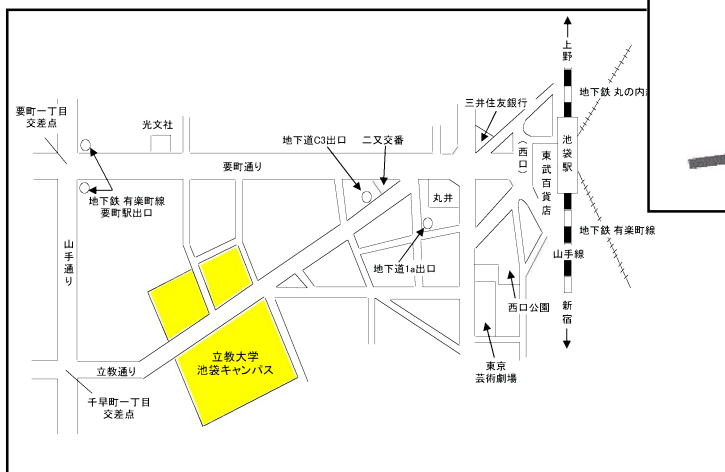 上野
地下鉄 丸の内
三井住友銀行
要町一丁目
交差点
光文社
地下道C3出口
二又交番
(西口)
東武百貨店
池袋駅
要町通り
地下鉄 有楽町線
要町駅出口
丸井
山手通り
地下道1a出口
地下鉄 有楽町線
山手線
西口公園
新宿
立教大学
池袋キャンパス
立教通り
東京
芸術劇場
千早町一丁目
交差点